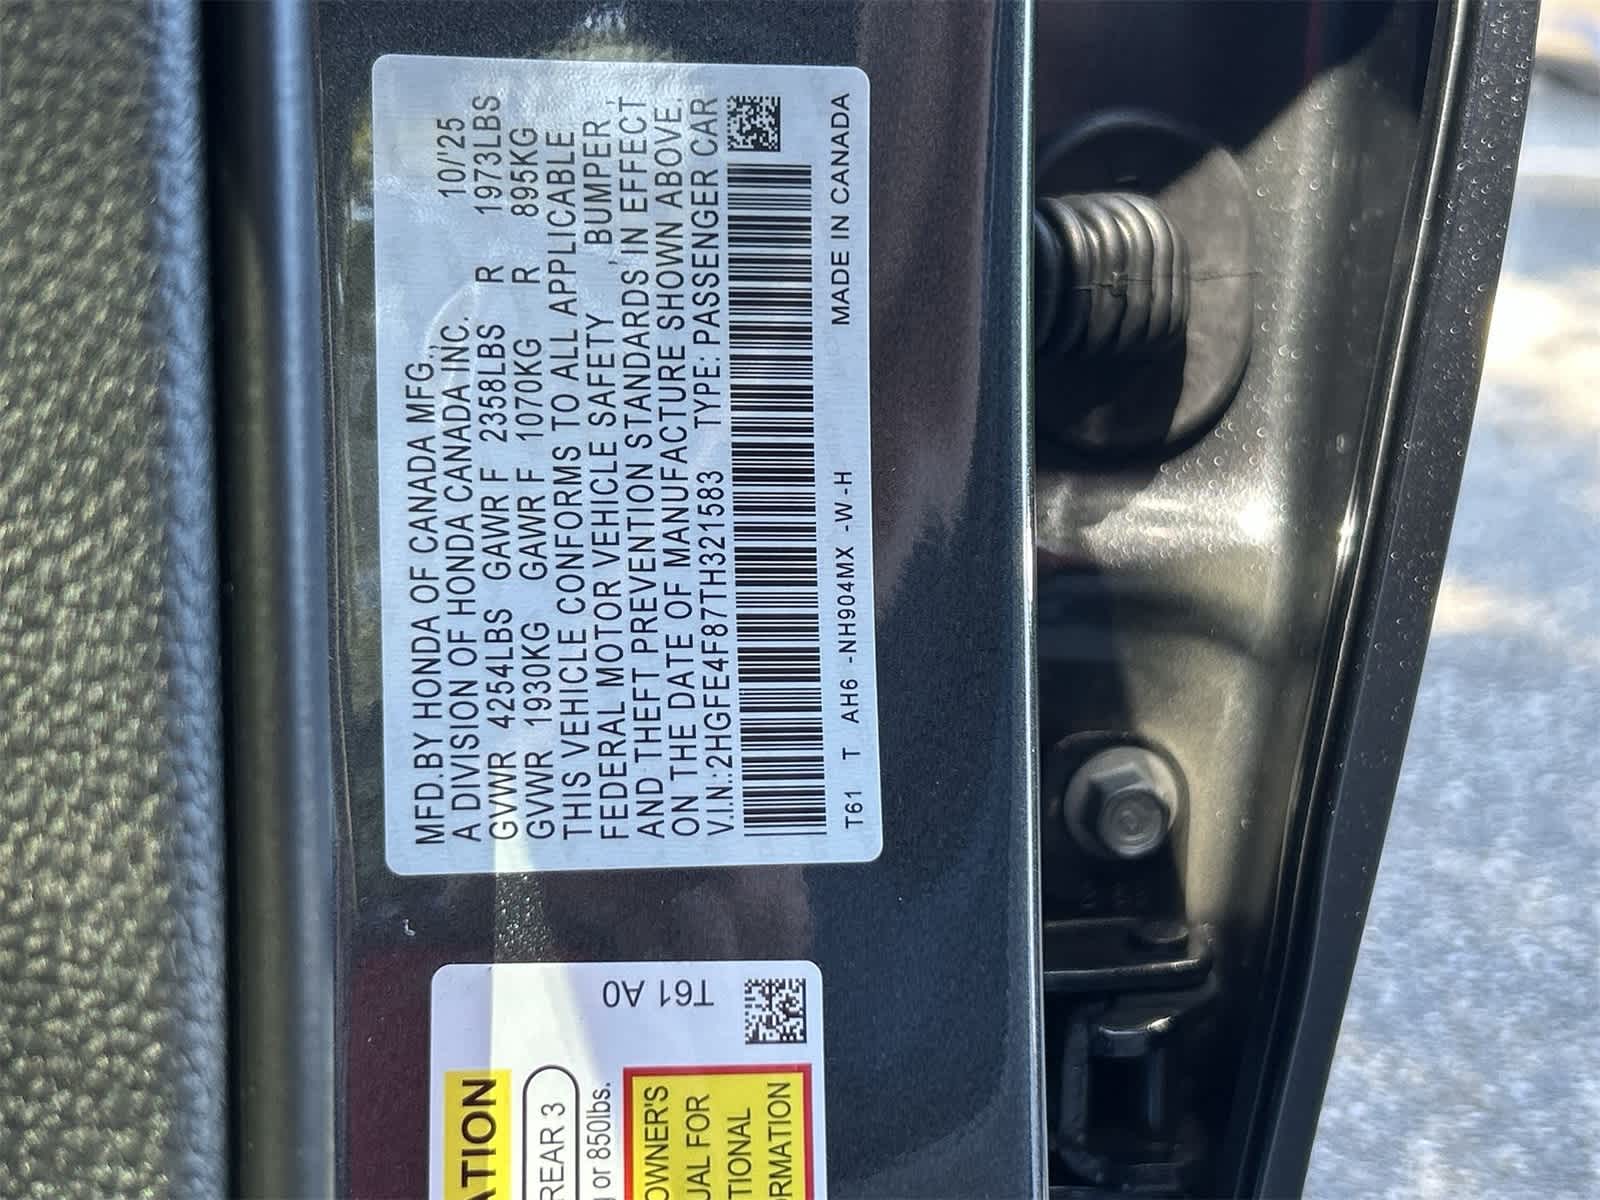 MFD.BY HONDA OF CANADA MFG.,
A DIVISION OF HONDA CANADA INC. 10/'25
GVWR 4254LBS GAWR F 2358LBS R 1973LBS
GVWR 1930KG GAWR F 1070KG R 895KG
THIS VEHICLE CONFORMS TO ALL APPLICABLE
FEDERAL MOTOR VEHICLE SAFETY , BUMPER ,
AND THEFT PREVENTION STANDARDS IN EFFECT
ON THE DATE OF MANUFACTURE SHOWN ABOVE.
V.I.N.:2HGFE4F87TH321583 TYPE: PASSENGER CAR
T61 T AH6 -NH904MX -W -H MADE IN CANADA
T61 A0
ATION
REAR 3
or 850lbs.
OWNER'S
UAL FOR
TIONAL
ORMATION